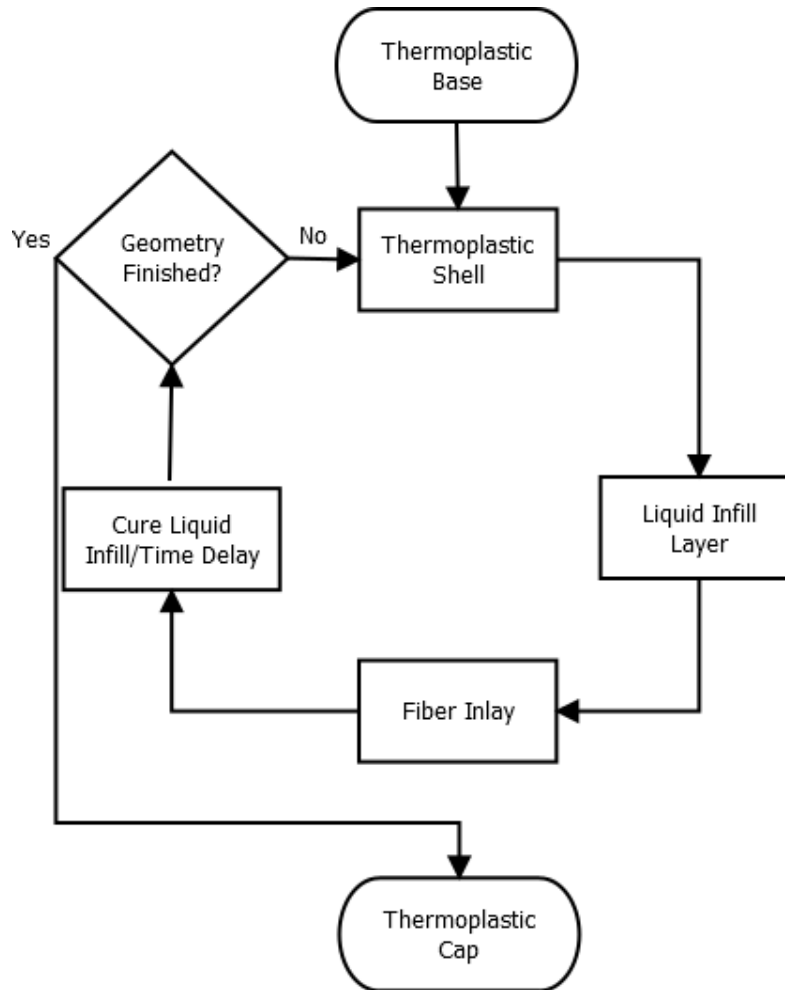 Thermoplastic
Base
Yes
Geometry
Finished?
No
Thermoplastic
Shell
Cure Liquid
Infill/Time Delay
Liquid Infill
Layer
Fiber Inlay
Thermoplastic
Cap